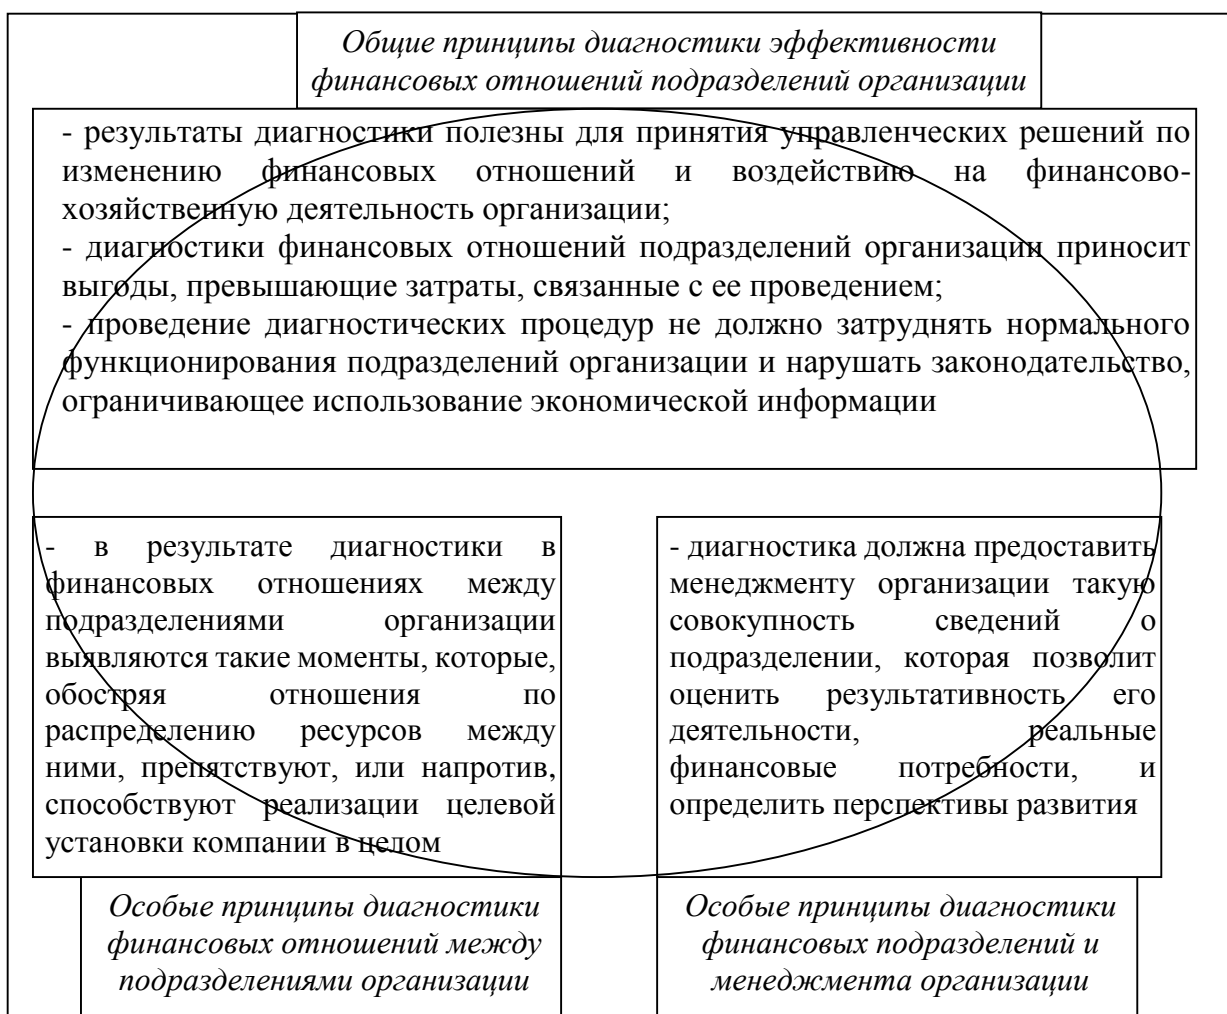 Общие принципы диагностики эффективности
финансовых отношений подразделений организации
- результаты диагностики полезны для принятия управленческих решений по
изменению финансовых отношений и воздействию на финансово-
хозяйственную деятельность организации;
- диагностики финансовых отношений подразделений организации приносит
выгоды, превышающие затраты, связанные с ее проведением;
- проведение диагностических процедур не должно затруднять нормального
функционирования подразделений организации и нарушать законодательство,
ограничивающее использование экономической информации
- в результате диагностики в
финансовых отношениях между
подразделениями организации
выявляются такие моменты, которые,
обостряя отношения по
распределению ресурсов между
ними, препятствуют, или напротив,
способствуют реализации целевой
установки компании в целом
- диагностика должна предоставить
менеджменту организации такую
совокупность сведений о
подразделении, которая позволит
оценить результативность его
деятельности, реальные
финансовые потребности, и
определить перспективы развития
Особые принципы диагностики
финансовых отношений между
подразделениями организации
Особые принципы диагностики
финансовых подразделений и
менеджмента организации